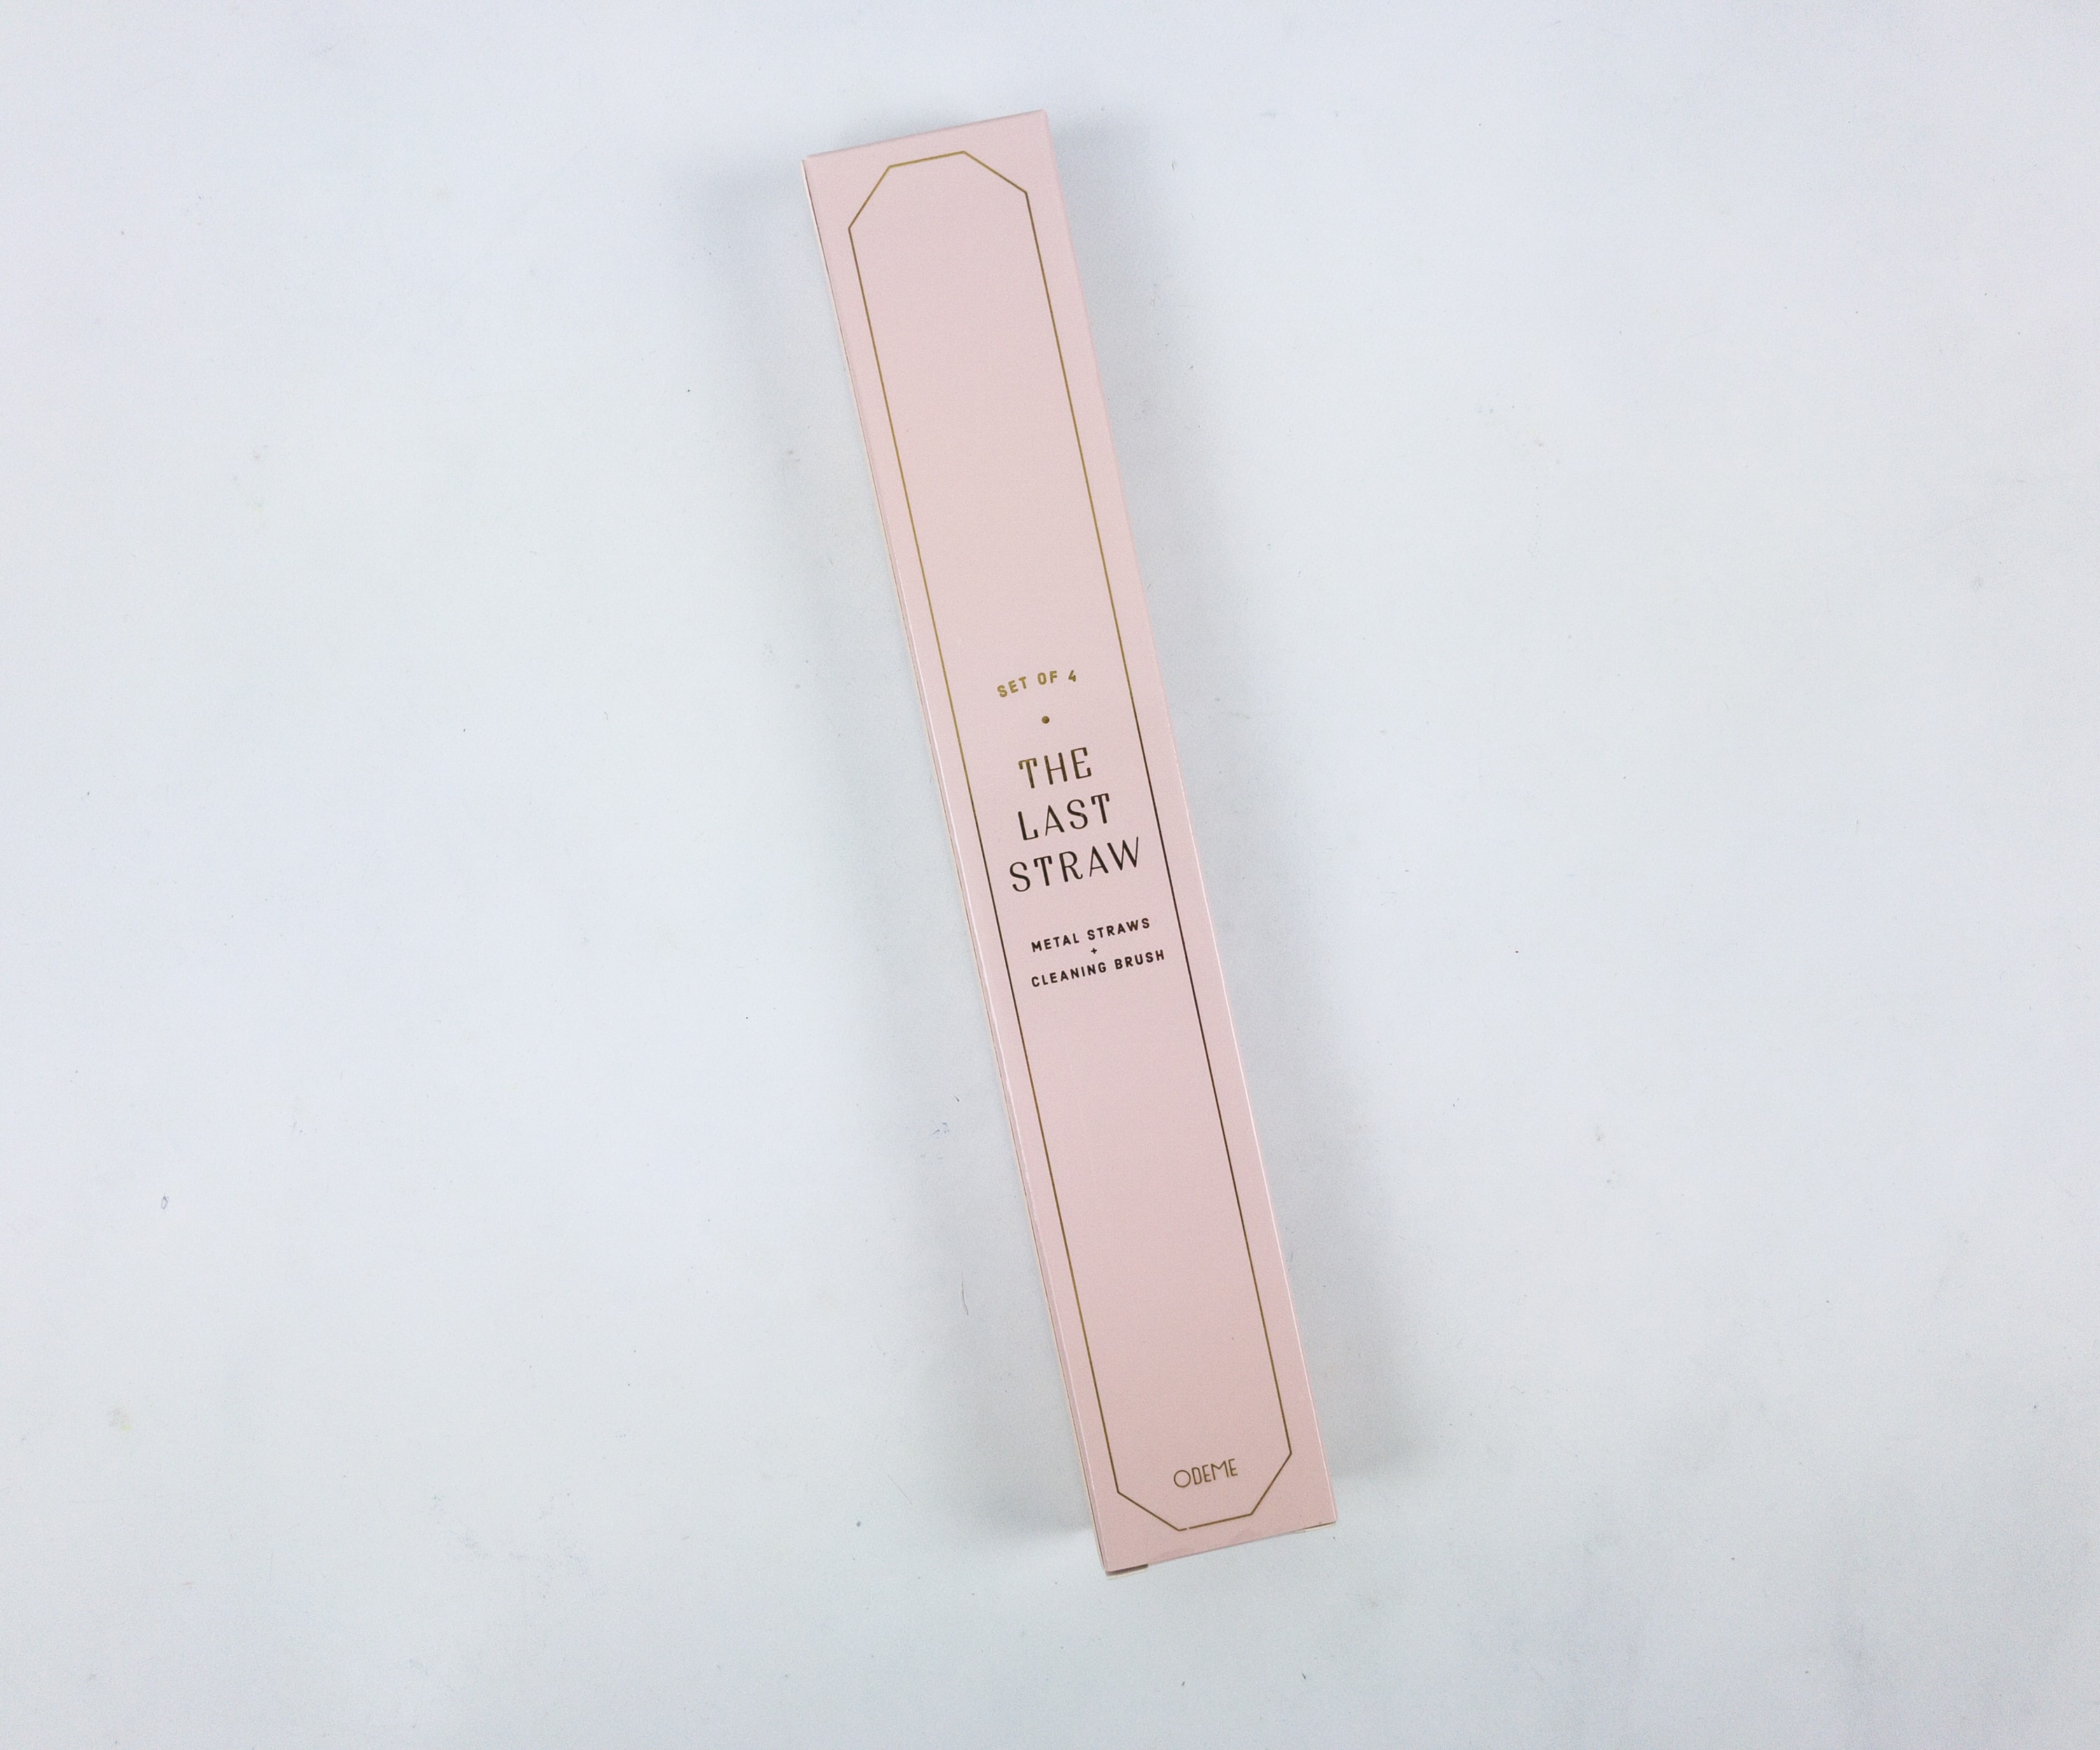 SET OF 4
THE
LAST
STRAW
METAL STRAWS
+
CLEANING BRUSH
ODEME